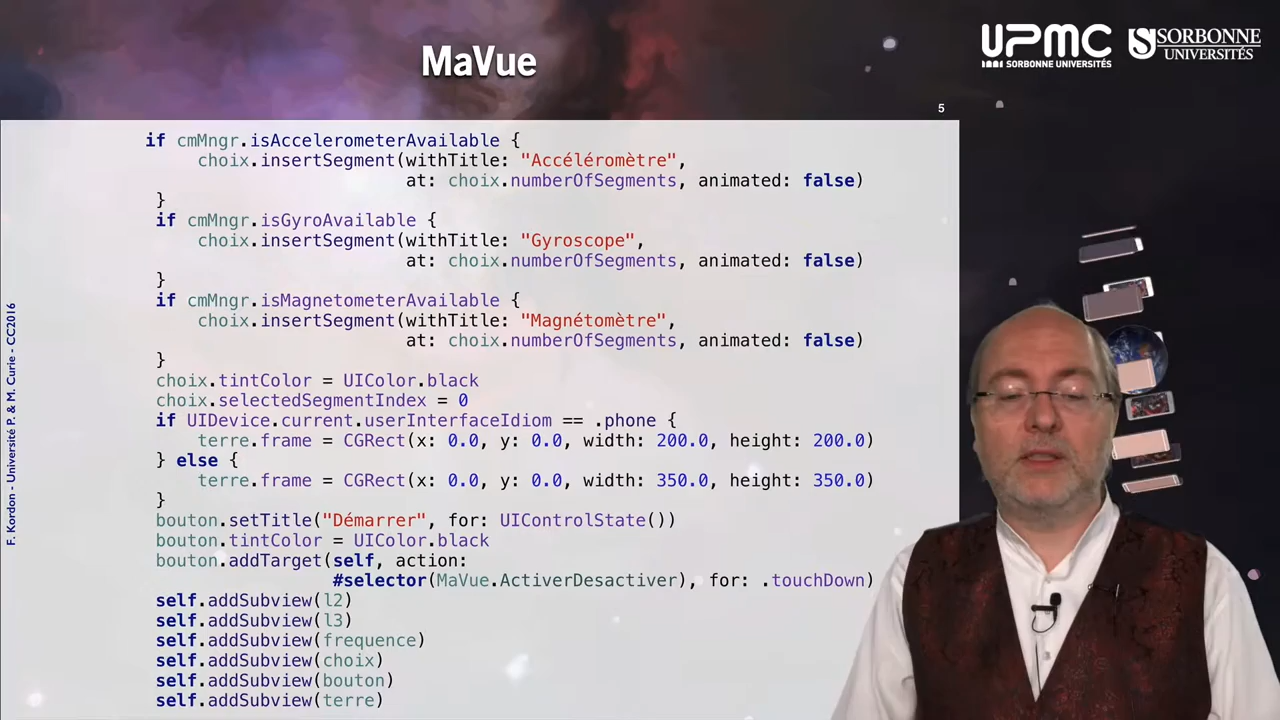 MaVue
UPMC
SORBONNE UNIVERSITÉS
SORBONNE
UNIVERSITÉS
5
if cmMngr.isAccelerometerAvailable {
choix.insertSegment(withTitle: "Accéléromètre",
at: choix.numberOfSegments, animated: false)
}
if cmMngr.isGyroAvailable {
choix.insertSegment(withTitle: "Gyroscope",
at: choix.numberOfSegments, animated: false)
}
if cmMngr.isMagnetometerAvailable {
choix.insertSegment(withTitle: "Magnétomètre",
at: choix.numberOfSegments, animated: false)
}
choix.tintColor = UIColor.black
choix.selectedSegmentIndex = 0
if UIDevice.current.userInterfaceIdiom == .phone {
terre.frame = CGRect(x: 0.0, y: 0.0, width: 200.0, height: 200.0)
} else {
terre.frame = CGRect(x: 0.0, y: 0.0, width: 350.0, height: 350.0)
}
bouton.setTitle("Démarrer", for: UIControlState())
bouton.tintColor = UIColor.black
bouton.addTarget(self, action:
#selector(MaVue.ActiverDesactiver), for: .touchDown)
self.addSubview(l2)
self.addSubview(l3)
self.addSubview(frequence)
self.addSubview(choix)
self.addSubview(bouton)
self.addSubview(terre)
F. Kordon - Université P. & M. Curie - CC2016